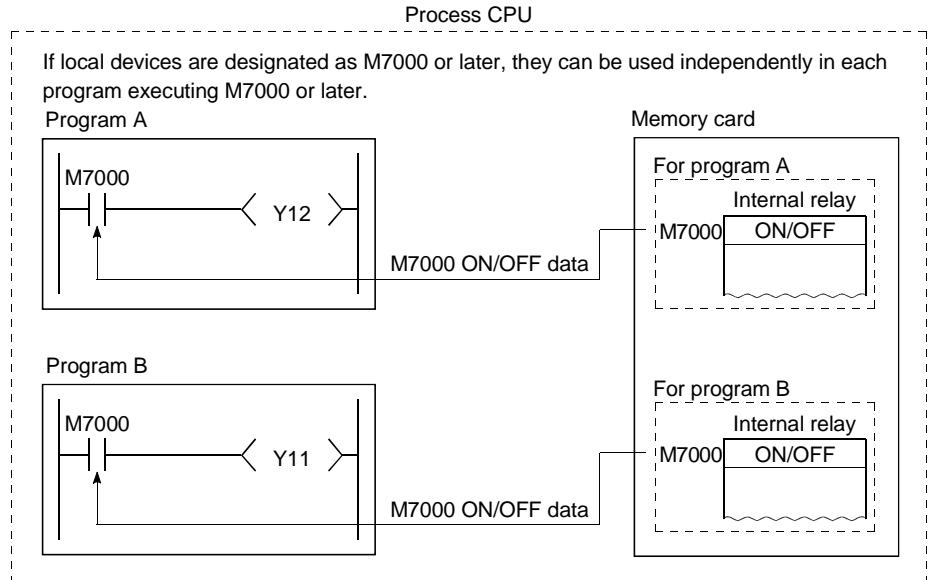 Process CPU
If local devices are designated as M7000 or later, they can be used independently in each
program executing M7000 or later.
Program A
M7000
Y12
M7000 ON/OFF data
Memory card
For program A
Internal relay
M7000
ON/OFF
Program B
M7000
Y11
M7000 ON/OFF data
For program B
Internal relay
M7000
ON/OFF